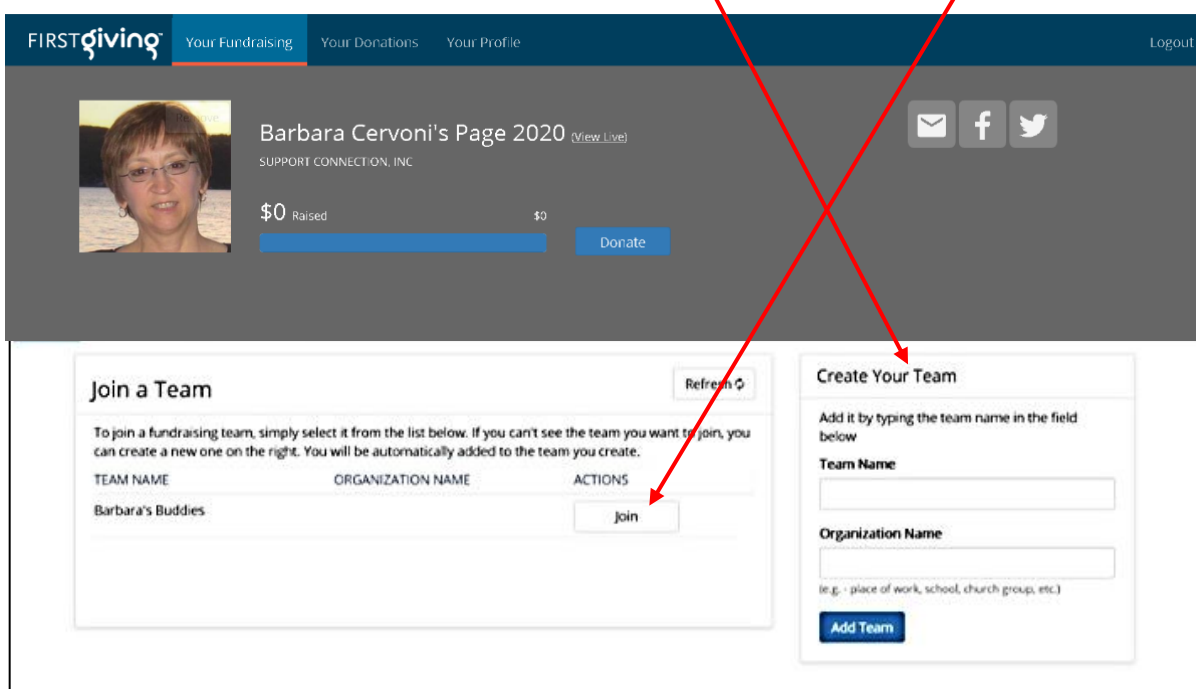 FIRSTgiving Your Fundraising Your Donations Your Profile Logout
Remove
Barbara Cervoni's Page 2020 (View Live)
SUPPORT CONNECTION, INC
$0 Raised $0
Donate
Join a Team
Refresh
To join a fundraising team, simply select it from the list below. If you can't see the team you want to join, you
can create a new one on the right. You will be automatically added to the team you create.
TEAM NAME ORGANIZATION NAME ACTIONS
Barbara's Buddies Join
Create Your Team
Add it by typing the team name in the field
below
Team Name
Organization Name
(e.g. - place of work, school, church group, etc.)
Add Team